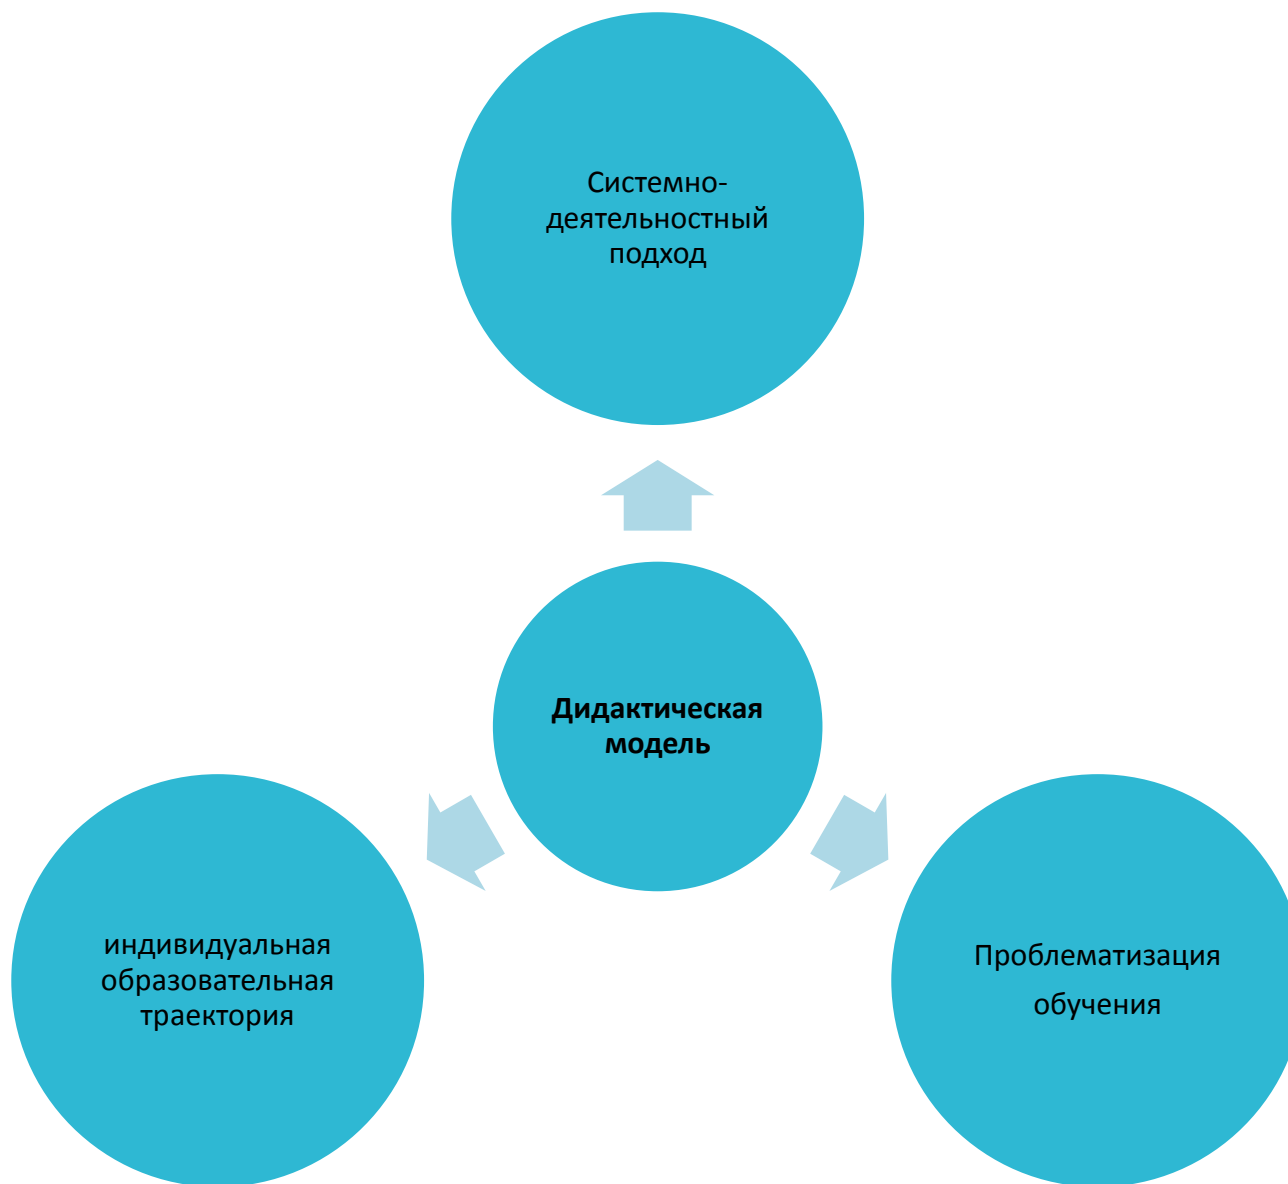 Системно-
деятельностный
подход
Дидактическая
модель
индивидуальная
образовательная
траектория
Проблематизация
обучения